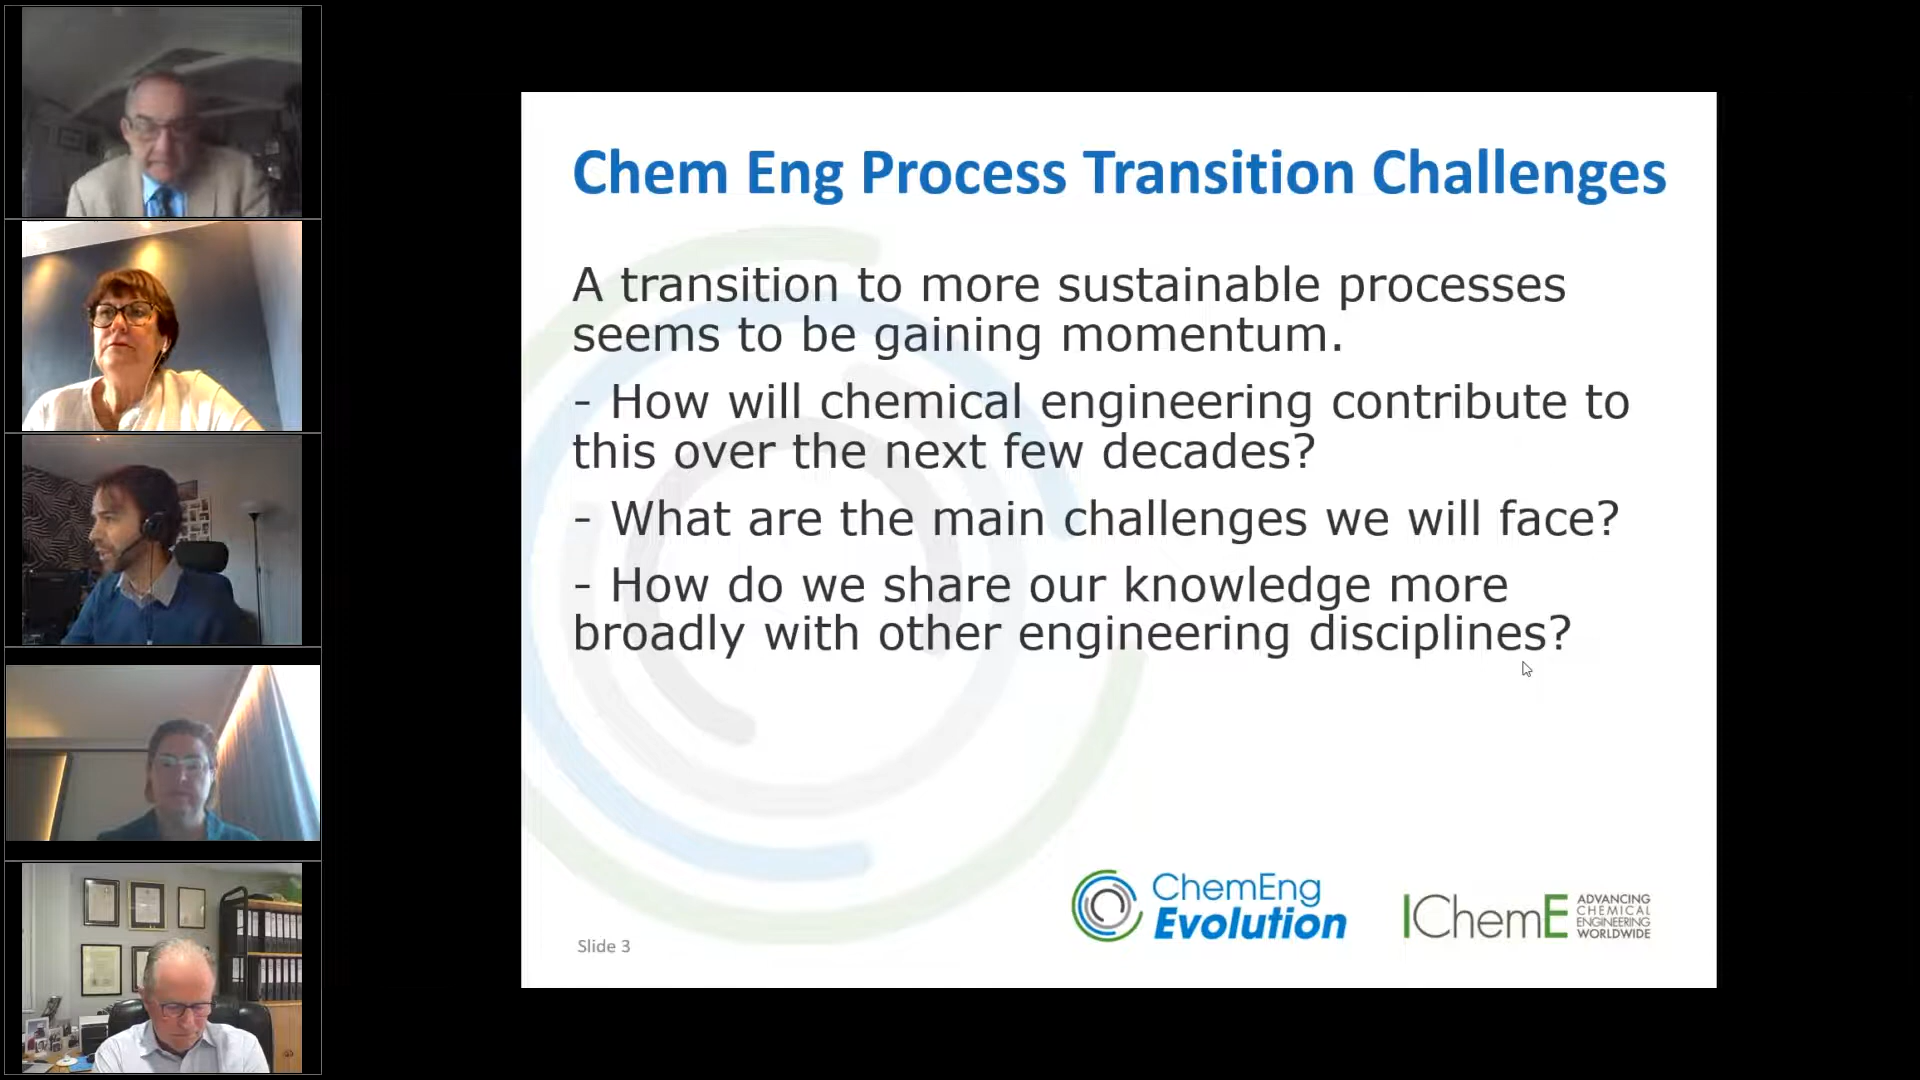 Chem Eng Process Transition Challenges
A transition to more sustainable processes
seems to be gaining momentum.
- How will chemical engineering contribute to
this over the next few decades?
- What are the main challenges we will face?
- How do we share our knowledge more
broadly with other engineering disciplines?
Slide 3
ChemEng
Evolution
IChemE
ADVANCING
CHEMICAL
ENGINEERING
WORLDWIDE